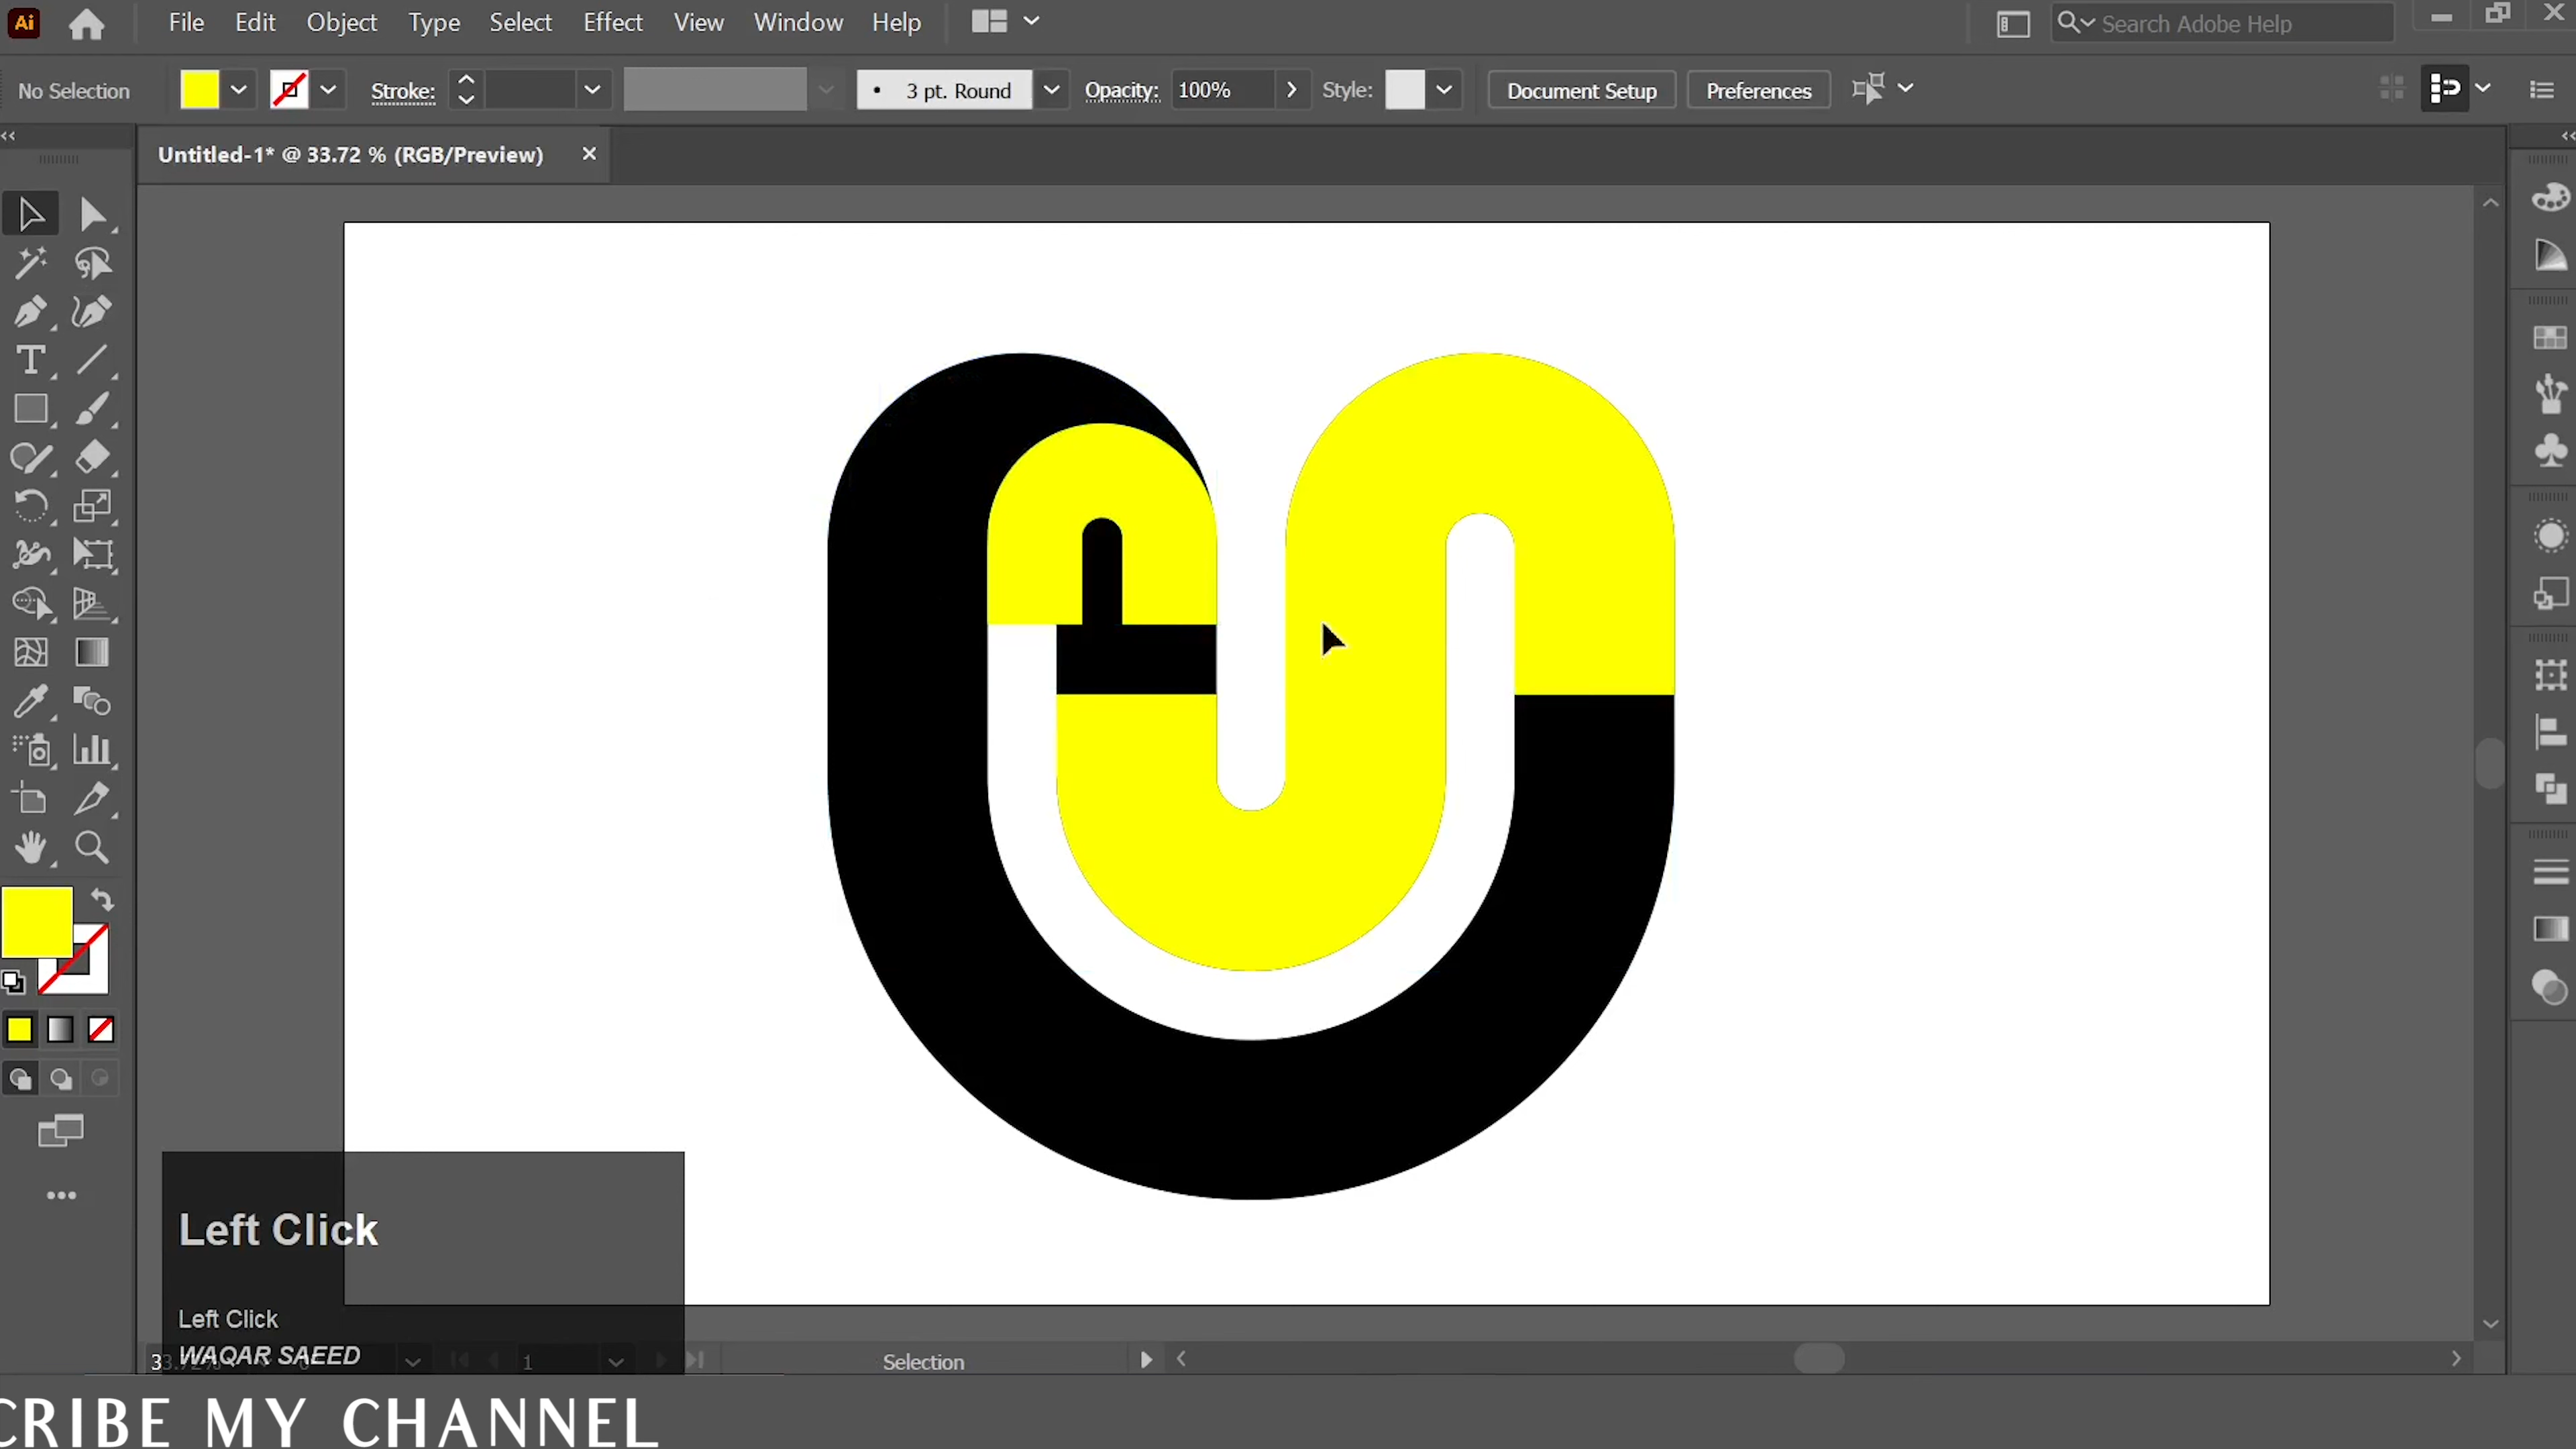 Ai File Edit Object Type Select Effect View Window Help Search Adobe Help
No Selection Stroke: 3 pt. Round Opacity: 100% Style: Document Setup Preferences
Untitled-1* @ 33.72 % (RGB/Preview)
Left Click
Left Click
WAQAR SAEED
33.72% 1 Selection
CRIBE MY CHANNEL